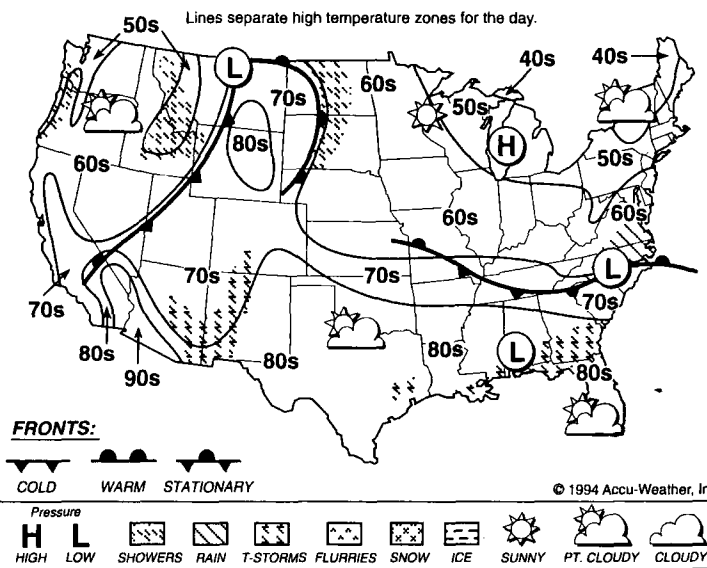 Lines separate high temperature zones for the day.
50s
40s
40s
L
60s
70s
50s
80s
H
50s
60s
60s
60s
70s
70s
L
70s
70s
80s
L
80s
90s
80s
80s
FRONTS:
COLD WARM STATIONARY
© 1994 Accu-Weather, In
Pressure
H L
HIGH LOW SHOWERS RAIN T-STORMS FLURRIES SNOW ICE SUNNY PT. CLOUDY CLOUDY